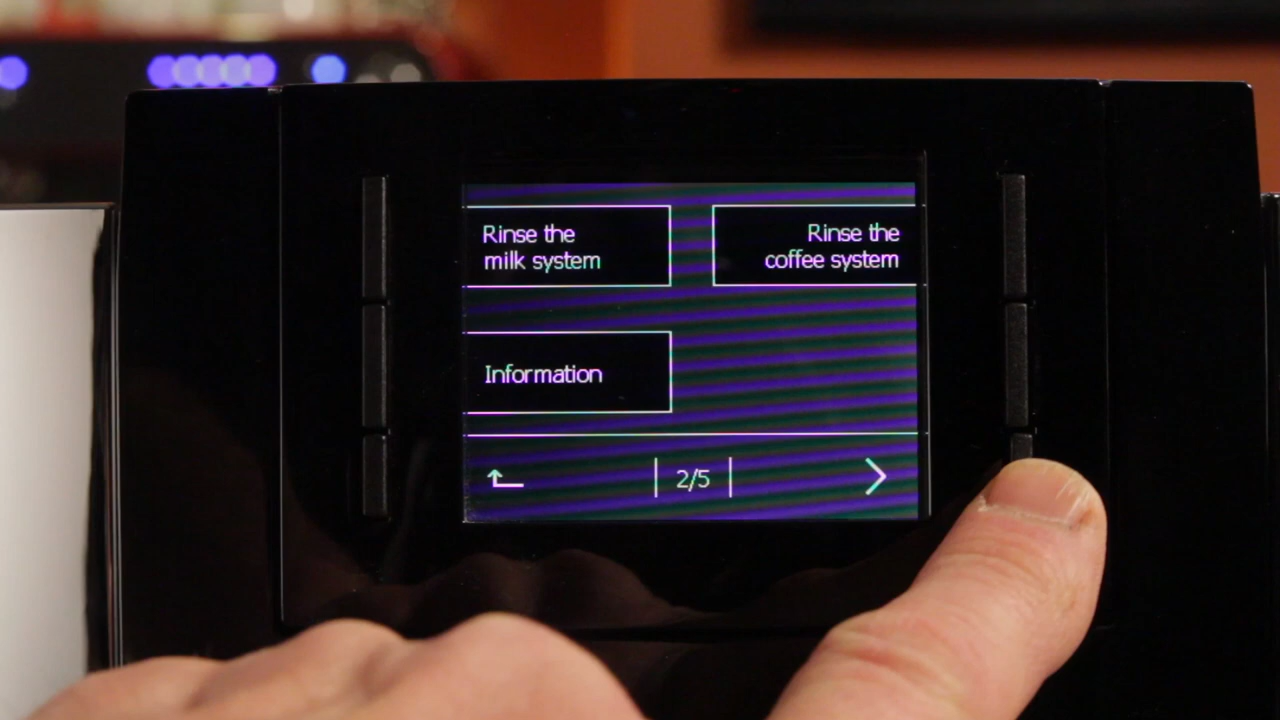 Rinse the
milk system
Rinse the
coffee system
Information
2/5